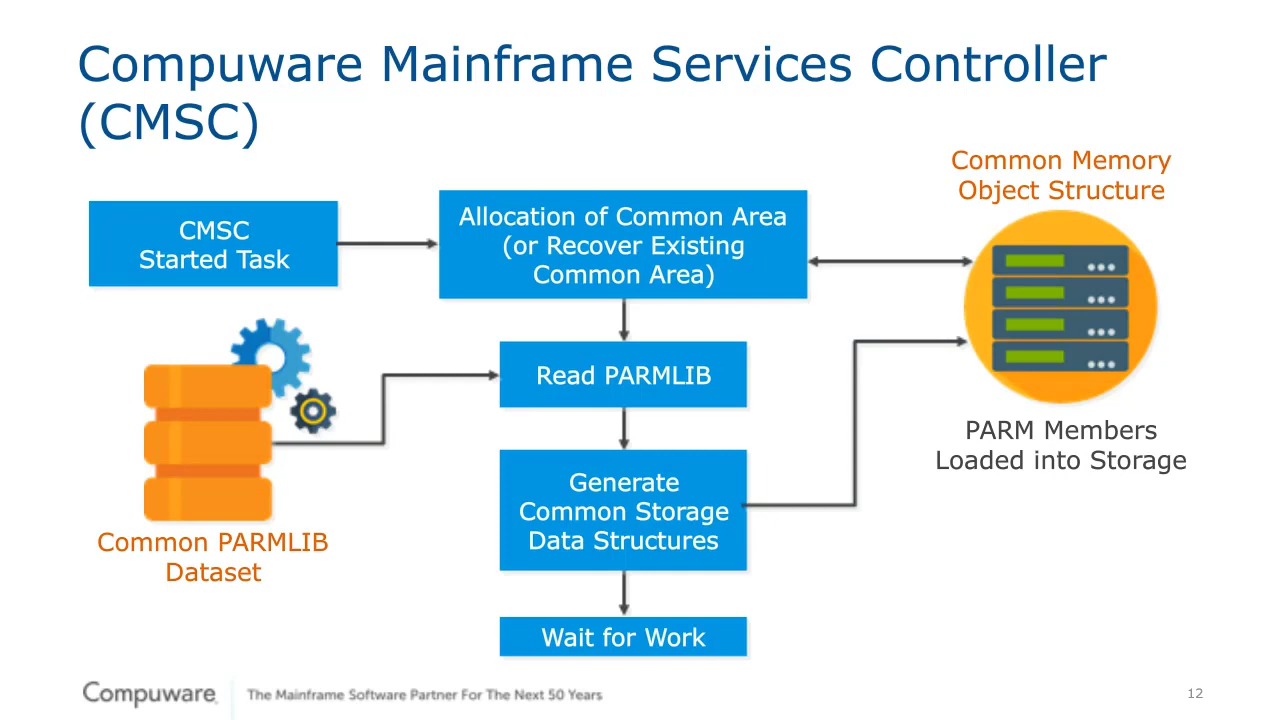 Compuware Mainframe Services Controller
(CMSC)
Common Memory
Object Structure
CMSC
Started Task
Allocation of Common Area
(or Recover Existing
Common Area)
Read PARMLIB
PARM Members
Loaded into Storage
Generate
Common Storage
Data Structures
Common PARMLIB
Dataset
Wait for Work
Compuware
The Mainframe Software Partner For The Next 50 Years
12